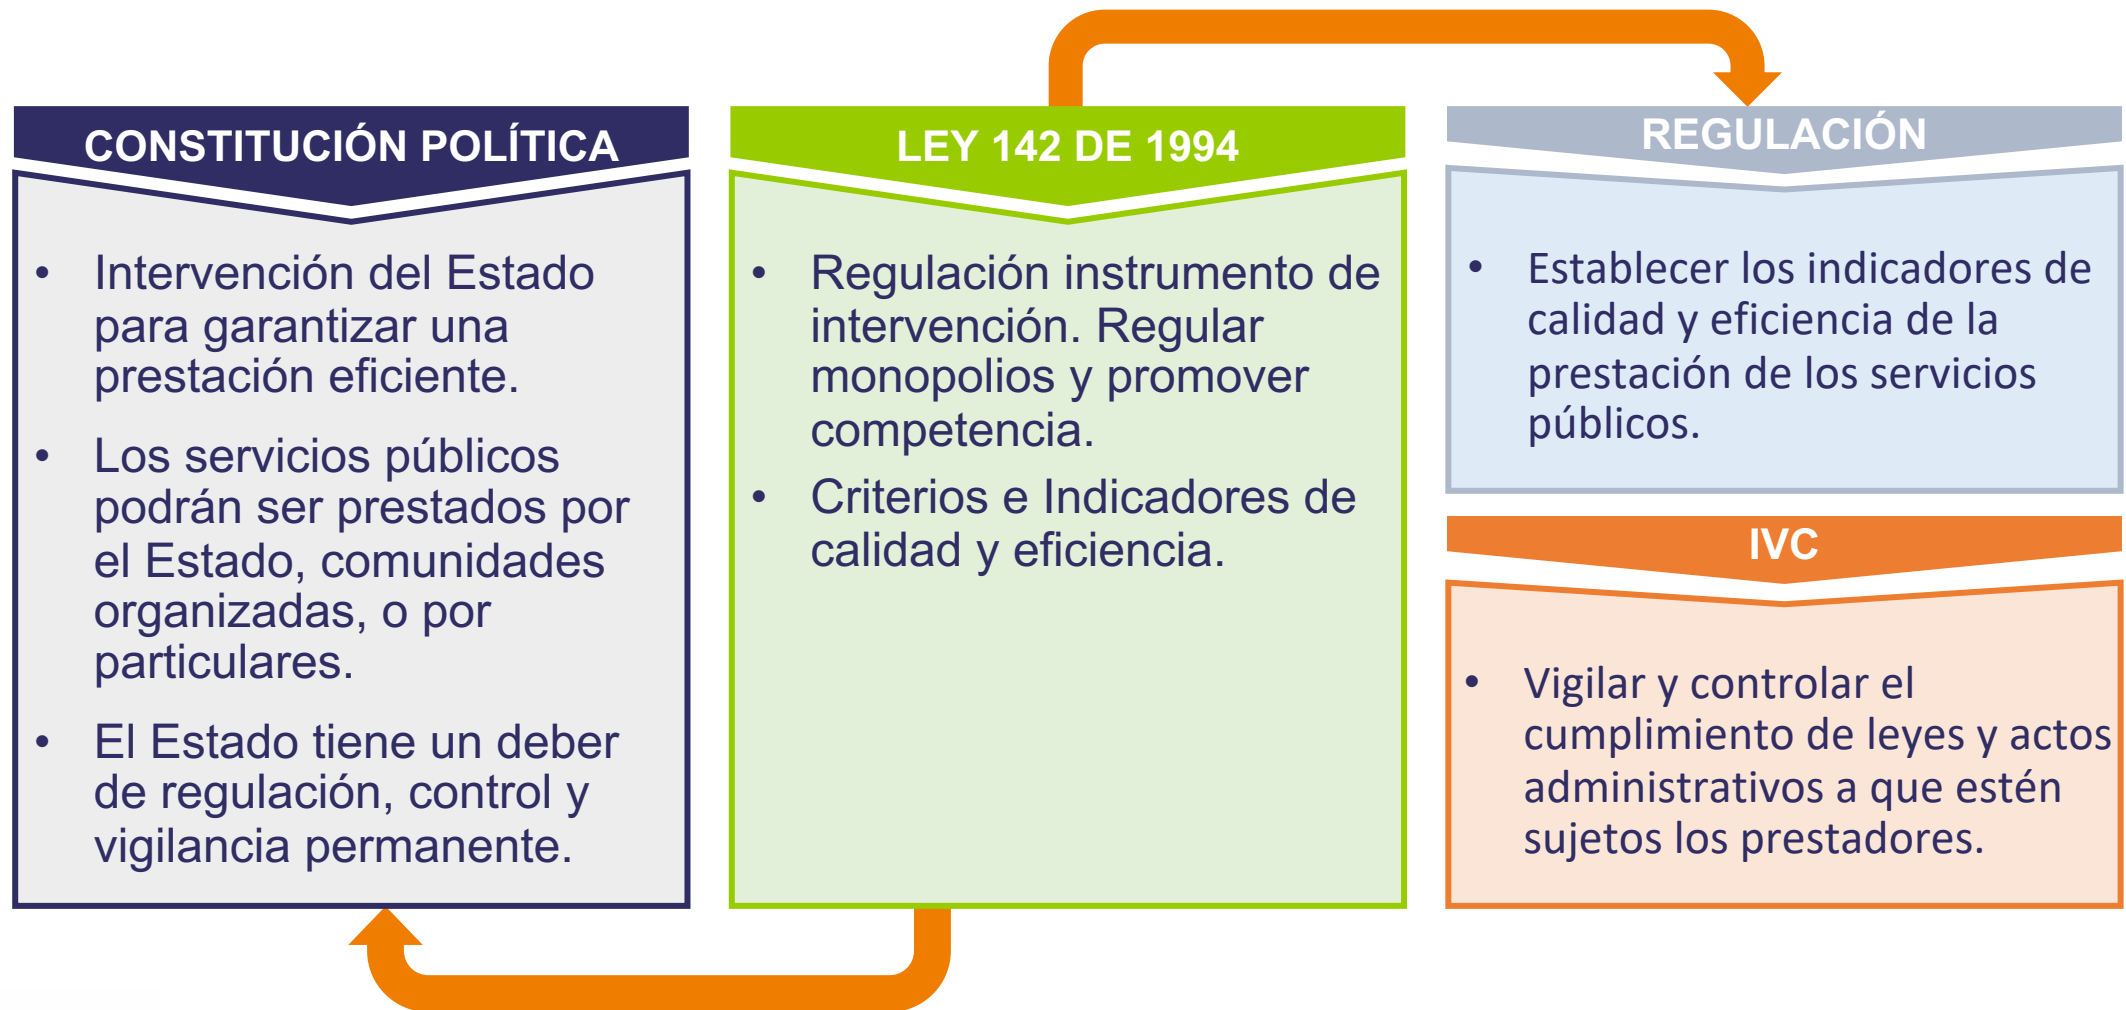 CONSTITUCIÓN POLÍTICA
• Intervención del Estado
para garantizar una
prestación eficiente.
• Los servicios públicos
podrán ser prestados por
el Estado, comunidades
organizadas, o por
particulares.
• El Estado tiene un deber
de regulación, control y
vigilancia permanente.
LEY 142 DE 1994
• Regulación instrumento de
intervención. Regular
monopolios y promover
competencia.
• Criterios e Indicadores de
calidad y eficiencia.
REGULACIÓN
• Establecer los indicadores de
calidad y eficiencia de la
prestación de los servicios
públicos.
IVC
• Vigilar y controlar el
cumplimiento de leyes y actos
administrativos a que estén
sujetos los prestadores.